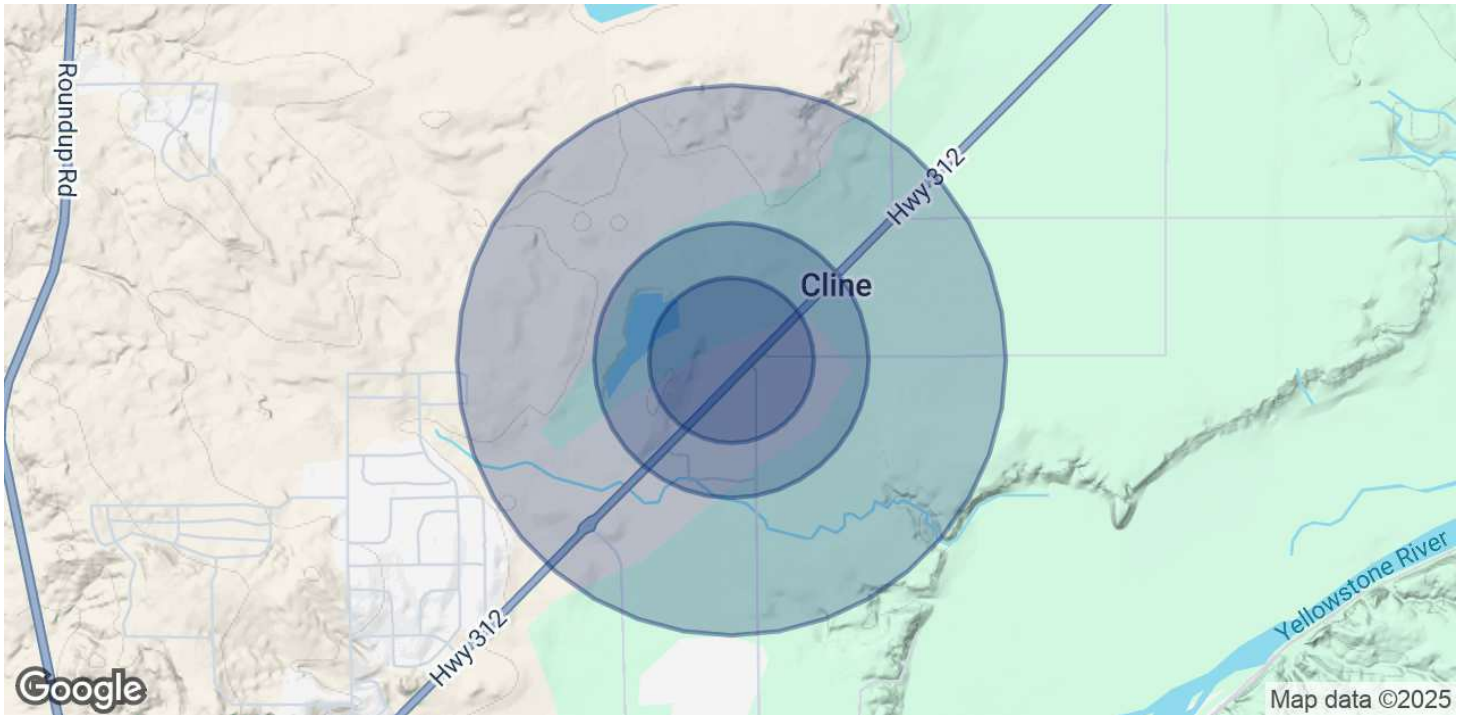 Roundup Rd
Hwy 312
Cline
Hwy 312
Yellowstone River
Google
Map data ©2025